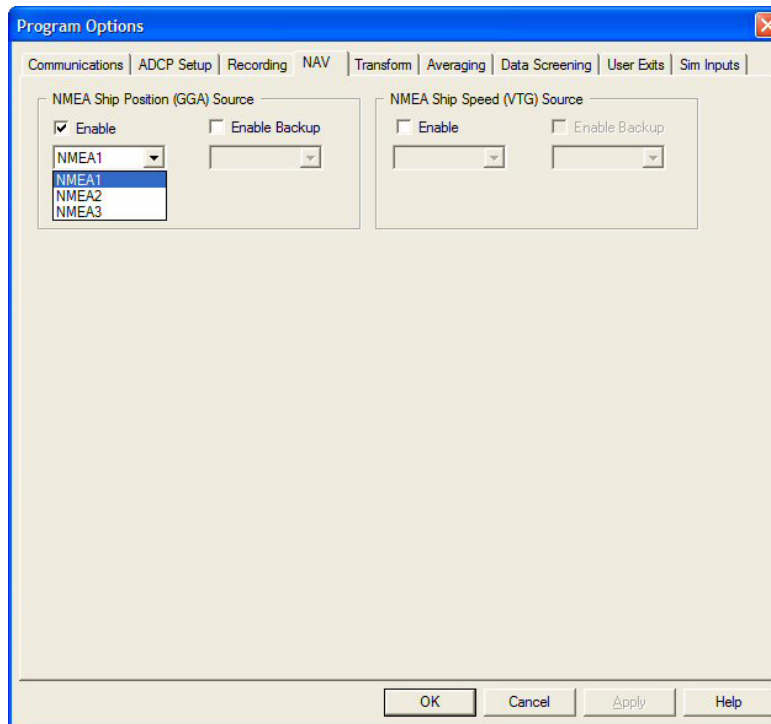 Program Options
Communications ADCP Setup Recording NAV Transform Averaging Data Screening User Exits Sim Inputs
NMEA Ship Position (GGA) Source
Enable Enable Backup
NMEA1
NMEA1
NMEA2
NMEA3
NMEA Ship Speed (VTG) Source
Enable Enable Backup
OK Cancel Apply Help